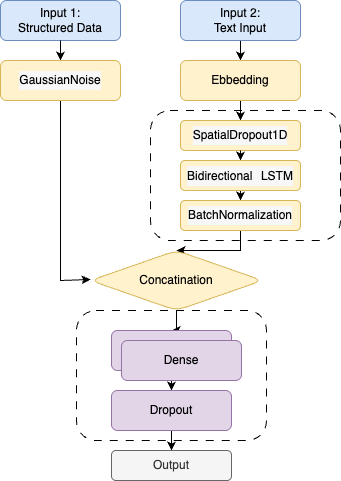 Input 1:
Structured Data
Input 2:
Text Input
GaussianNoise
Ebbedding
SpatialDropout1D
Bidirectional LSTM
BatchNormalization
Concatination
Dense
Dropout
Output